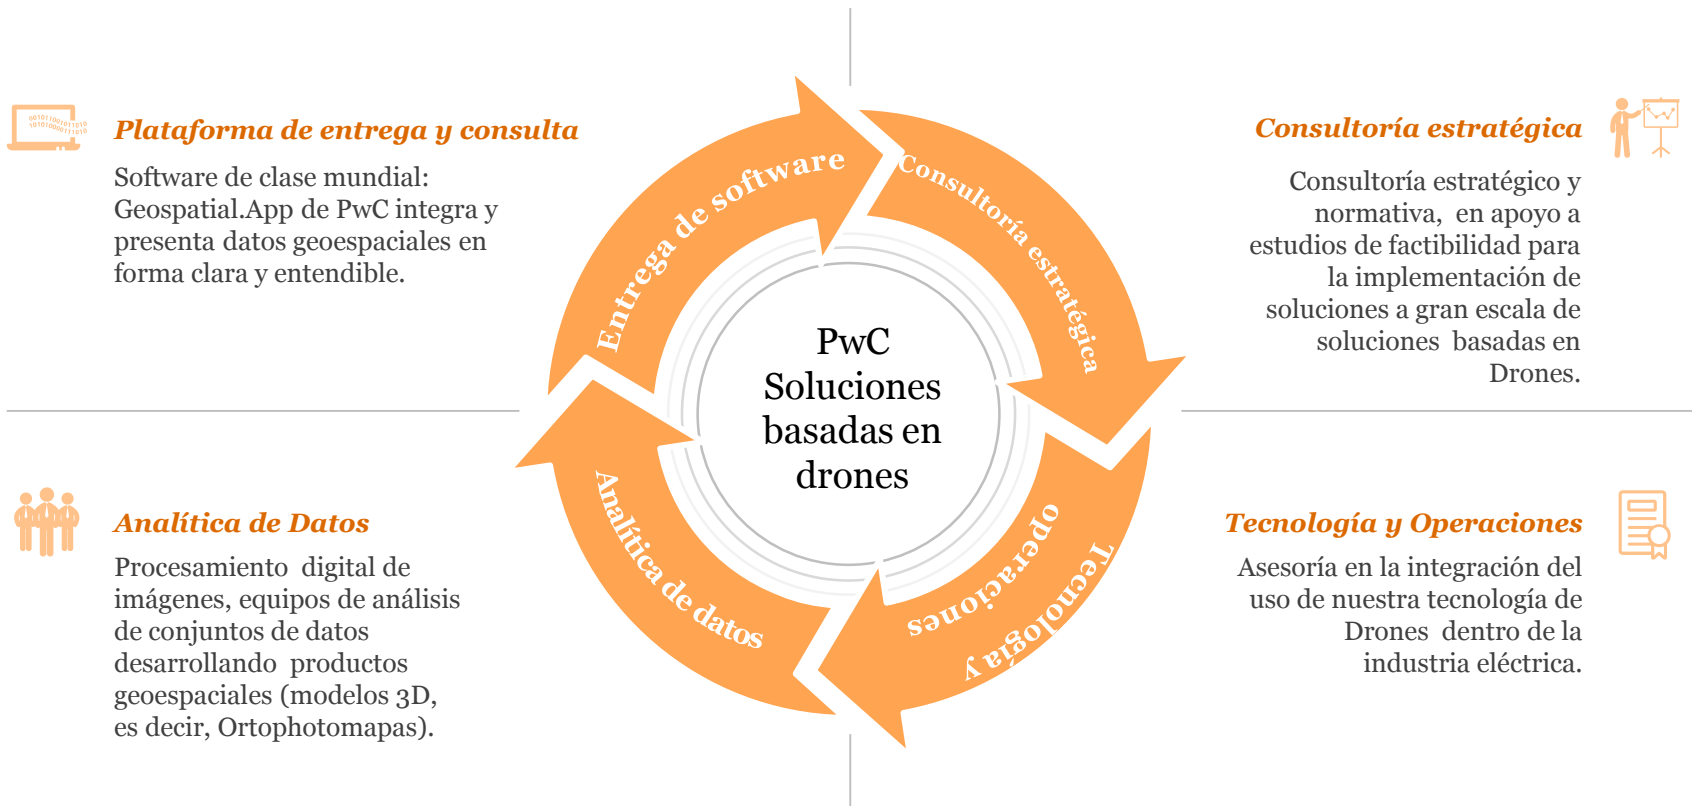 Plataforma de entrega y consulta
Software de clase mundial:
Geospatial.App de PwC integra y
presenta datos geoespaciales en
forma clara y entendible.
Consultoría estratégica
Consultoría estratégico y
normativa, en apoyo a
estudios de factibilidad para
la implementación de
soluciones a gran escala de
soluciones basadas en
Drones.
Entrega de software
Consultoría estratégica
PwC
Soluciones
basadas en
drones
Analítica de datos
Tecnología y
operaciones
Analítica de Datos
Procesamiento digital de
imágenes, equipos de análisis
de conjuntos de datos
desarrollando productos
geoespaciales (modelos 3D,
es decir, Ortophotomapas).
Tecnología y Operaciones
Asesoría en la integración del
uso de nuestra tecnología de
Drones dentro de la
industria eléctrica.